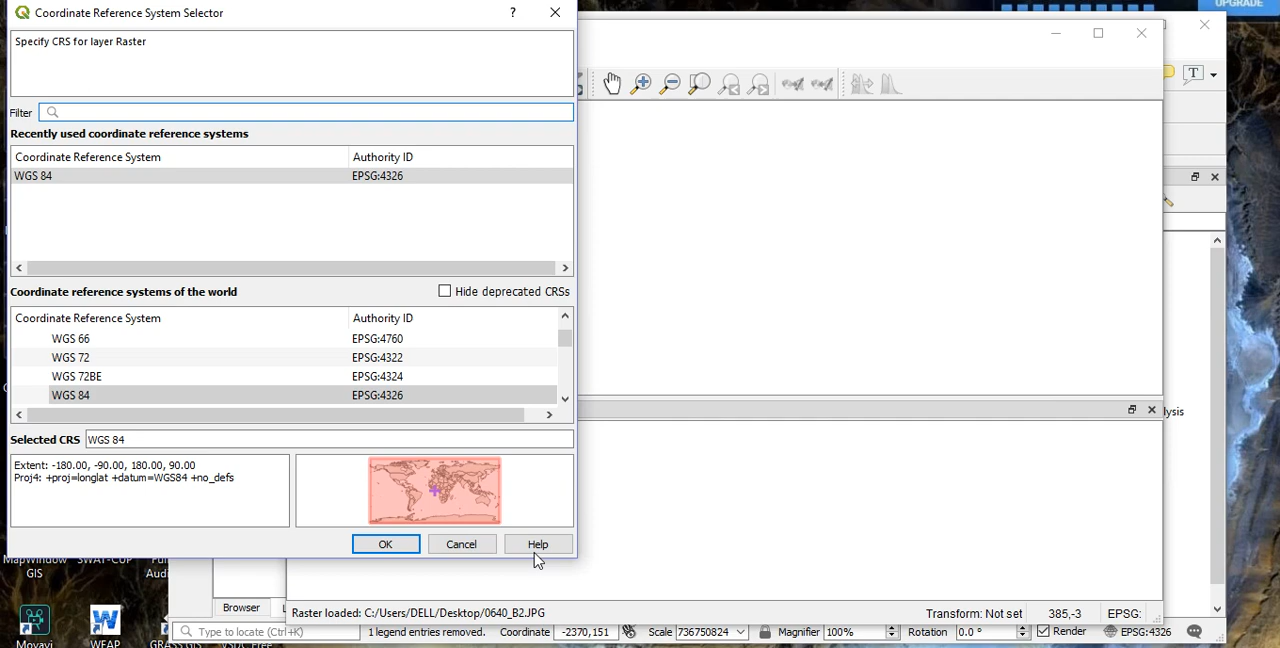 Coordinate Reference System Selector
?
UPGRADE
Specify CRS for layer Raster
T
Filter
Recently used coordinate reference systems
Coordinate Reference System Authority ID
WGS 84 EPSG:4326
Coordinate reference systems of the world
Hide deprecated CRSs
Coordinate Reference System Authority ID
WGS 66 EPSG:4760
WGS 72 EPSG:4322
WGS 72BE EPSG:4324
WGS 84 EPSG:4326
lysis
Selected CRS WGS 84
Extent: -180.00, -90.00, 180.00, 90.00
Proj4: +proj=longlat +datum=WGS84 +no_defs
OK Cancel Help
MapWindow GIS
SWAT-CUP
Audi
Browser
Raster loaded: C:/Users/DELL/Desktop/0640_B2.JPG
Transform: Not set 385,-3 EPSG:
Type to locate (Ctrl+K) 1 legend entries removed. Coordinate -2370,151 Scale 736750824 Magnifier 100% Rotation 0.0 ° Render EPSG:4326
Movavi
WEAP
GRASS GIS
VSDC Free